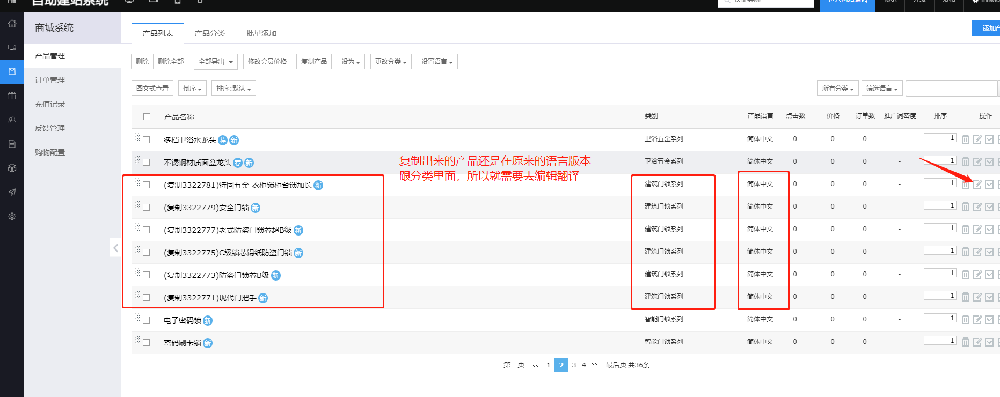 自助建站系统
快捷导航
进入网站编辑
预览
升级
发布
商城系统
产品管理
订单管理
充值记录
反馈管理
购物配置
产品列表 产品分类 批量添加
添加产
删除 删除全部 全部导出 修改会员价格 复制产品 设为 更改分类 设置语言
图文式查看 倒序 排序:默认 所有分类 筛选语言
产品名称 类别 产品语言 点击数 价格 订单数 推广词密度 排序 操作
多档卫浴水龙头 荐 新 卫浴五金系列 简体中文 0 0 0 - 1
不锈钢材质面盆龙头 荐 新 卫浴五金系列 简体中文 0 0 0 - 1
复制出来的产品还是在原来的语言版本
跟分类里面，所以就需要去编辑翻译
(复制3322781)特固五金 衣柜锁柜台锁加长 新 建筑门锁系列 简体中文 0 0 0 - 1
(复制3322779)安全门锁 新 建筑门锁系列 简体中文 0 0 0 - 1
(复制3322777)老式防盗门锁芯超B级 新 建筑门锁系列 简体中文 0 0 0 - 1
(复制3322775)C级锁芯锡纸防盗门锁 新 建筑门锁系列 简体中文 0 0 0 - 1
(复制3322773)防盗门锁芯B级 新 建筑门锁系列 简体中文 0 0 0 - 1
(复制3322771)现代门把手 新 建筑门锁系列 简体中文 0 0 0 - 1
电子密码锁 新 智能门锁系列 简体中文 0 0 0 - 1
密码刷卡锁 新 智能门锁系列 简体中文 0 0 0 - 1
第一页 << 1 2 3 4 >> 最后页 共36条